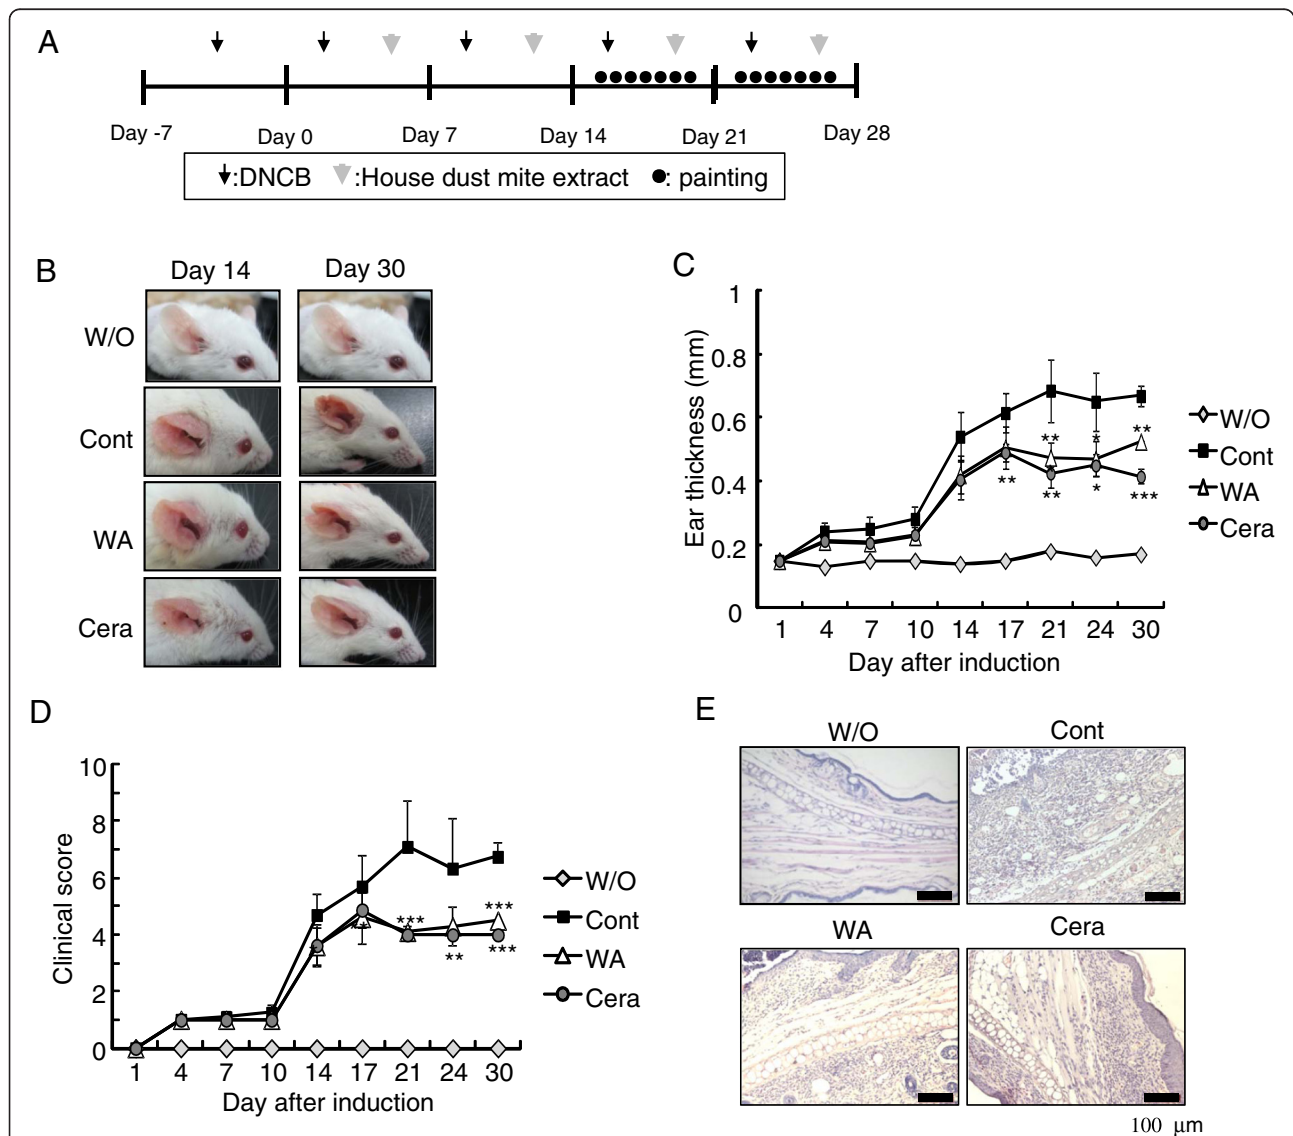 A
Day -7 Day 0 Day 7 Day 14 Day 21 Day 28
:DNCB :House dust mite extract : painting
B
Day 14 Day 30
W/O
Cont
WA
Cera
C
1
0.8
0.6
0.4
0.2
0
Ear thickness (mm)
** * **
** ** * ***
1 4 7 10 14 17 21 24 30
Day after induction
W/O
Cont
WA
Cera
D
10
8
6
4
2
0
Clinical score
*** ***
** ***
1 4 7 10 14 17 21 24 30
Day after induction
W/O
Cont
WA
Cera
E
W/O Cont
WA Cera
100 μm